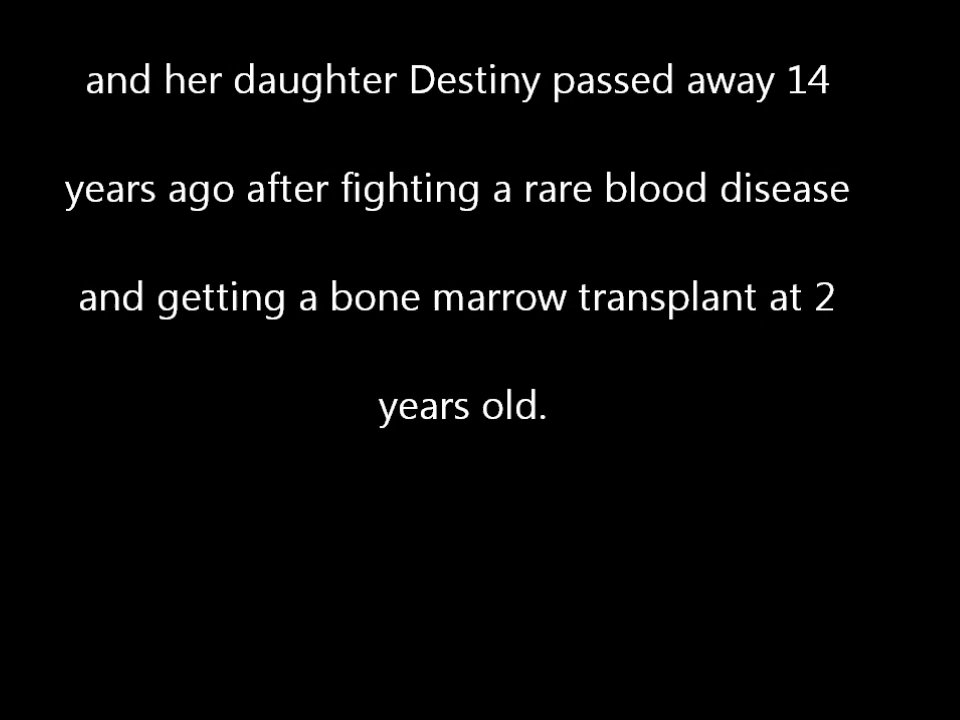 and her daughter Destiny passed away 14
years ago after fighting a rare blood disease
and getting a bone marrow transplant at 2
years old.